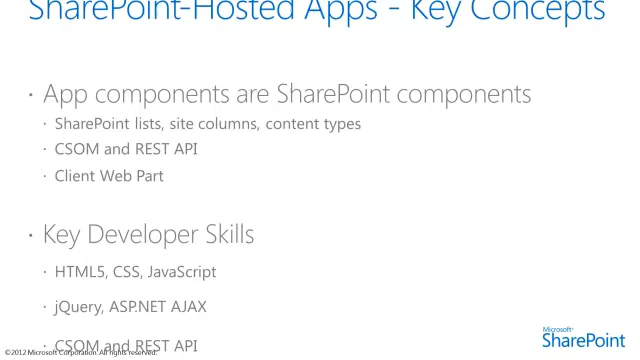 SharePoint-Hosted Apps - Key Concepts
· App components are SharePoint components
· SharePoint lists, site columns, content types
· CSOM and REST API
· Client Web Part
· Key Developer Skills
· HTML5, CSS, JavaScript
· jQuery, ASP.NET AJAX
· CSOM and REST API
©2012 Microsoft Corporation. All rights reserved.
Microsoft®
SharePoint